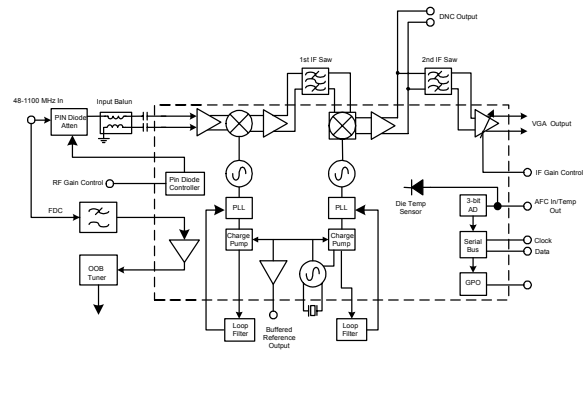 DNC Output
1st IF Saw
2nd IF Saw
48-1100 MHz In
Input Balun
PIN Diode
Atten
VGA Output
RF Gain Control
Pin Diode
Controller
IF Gain Control
Die Temp
Sensor
3-bit
AD
AFC In/Temp
Out
FDC
PLL
PLL
Charge
Pump
Charge
Pump
Serial
Bus
Clock
Data
OOB
Tuner
GPO
Loop
Filter
Buffered
Reference
Output
Loop
Filter